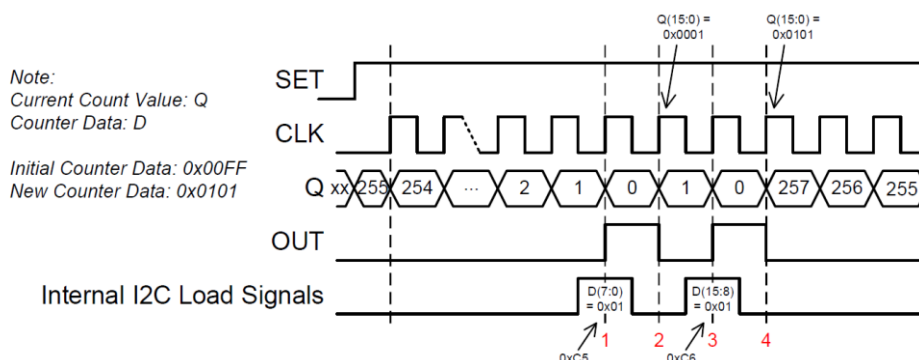 Q(15:0) =
0x0001
Q(15:0) =
0x0101
Note:
Current Count Value: Q
Counter Data: D
Initial Counter Data: 0x00FF
New Counter Data: 0x0101
SET
CLK
Q
xx 255 254 ... 2 1 0 1 0 257 256 255
OUT
Internal I2C Load Signals
D(7:0)
= 0x01
D(15:8)
= 0x01
1 2 3 4
0xC5
0xC6